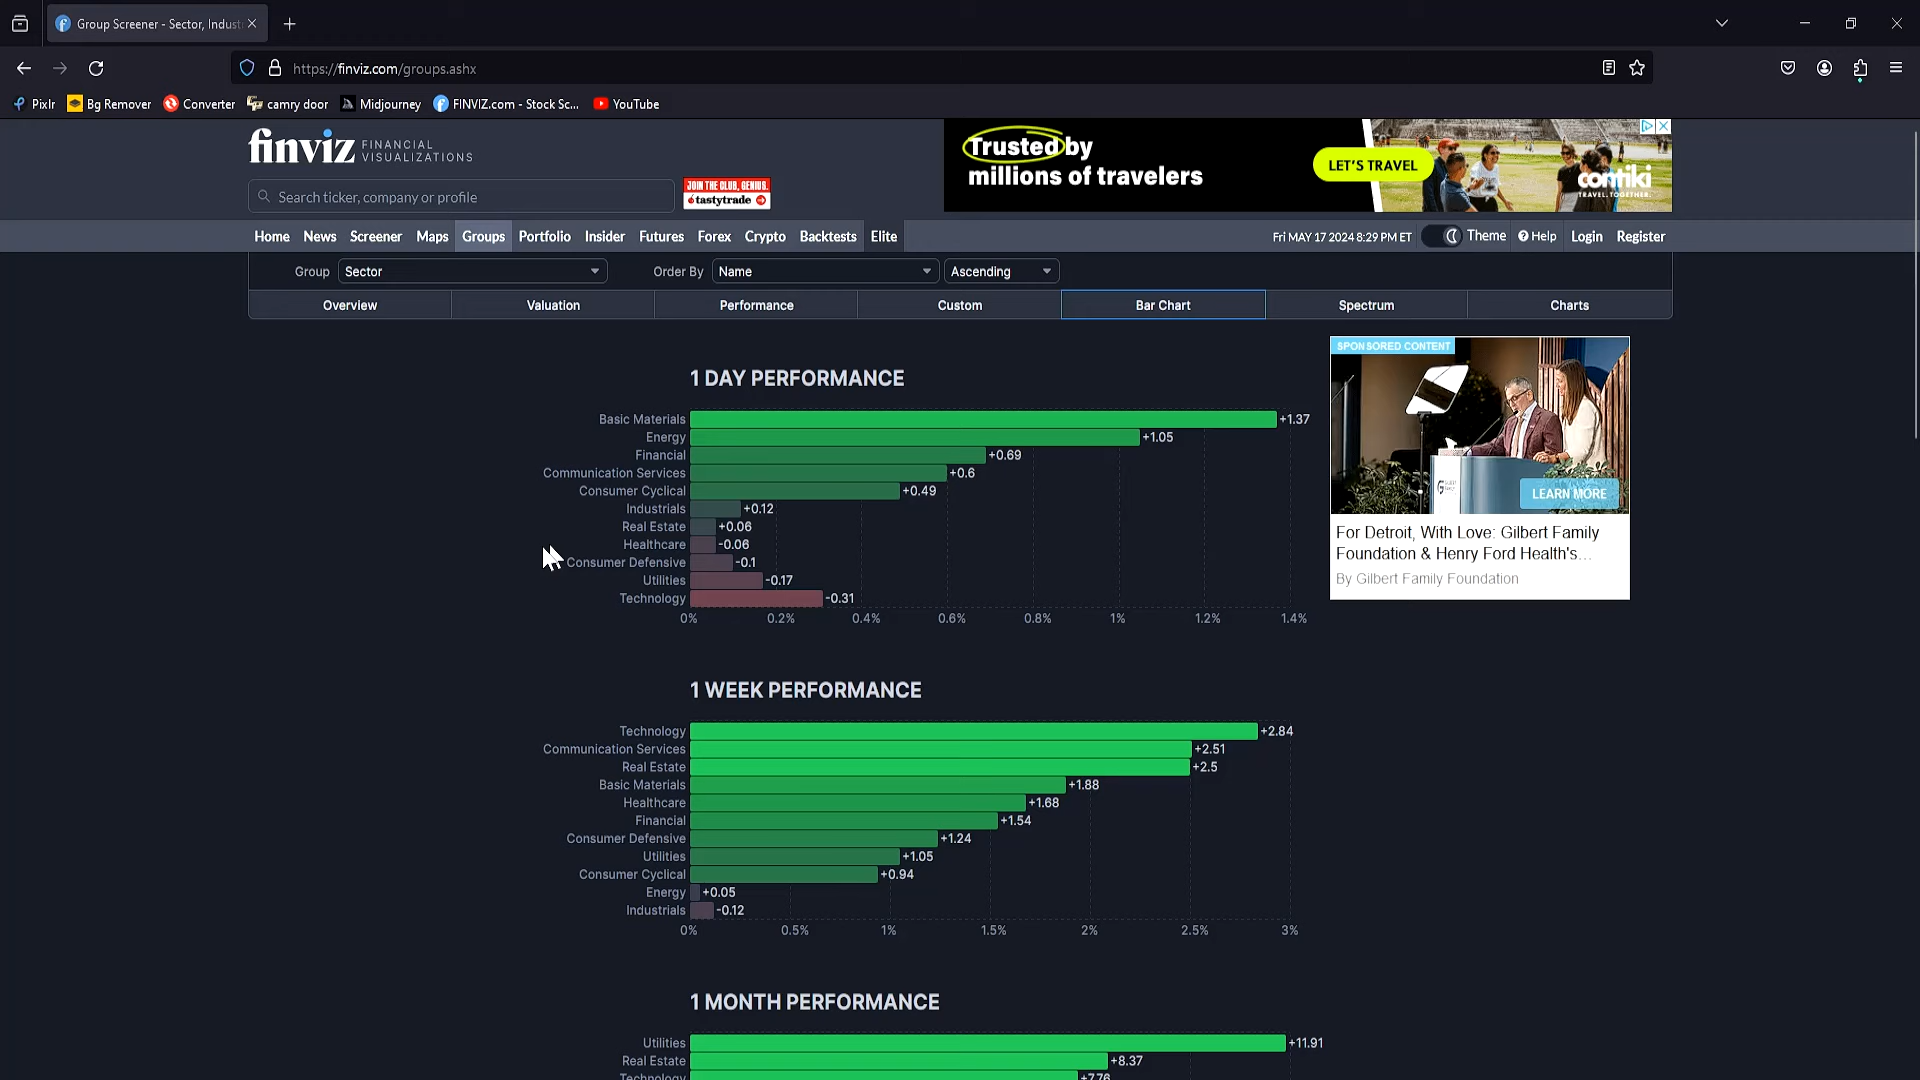 Group Screener - Sector, Indust
https://finviz.com/groups.ashx
Pixlr Bg Remover Converter camry door Midjourney FINVIZ.com - Stock Sc... YouTube
finviz FINANCIAL VISUALIZATIONS
Trusted by
millions of travelers
LET'S TRAVEL
contiki
TRAVEL. TOGETHER.
Search ticker, company or profile
JOIN THE CLUB, GENIUS.
tastytrade
Home News Screener Maps Groups Portfolio Insider Futures Forex Crypto Backtests Elite
Fri MAY 17 2024 8:29 PM ET Theme Help Login Register
Group Sector Order By Name Ascending
Overview Valuation Performance Custom Bar Chart Spectrum Charts
1 DAY PERFORMANCE
Basic Materials +1.37
Energy +1.05
Financial +0.69
Communication Services +0.6
Consumer Cyclical +0.49
Industrials +0.12
Real Estate +0.06
Healthcare -0.06
Consumer Defensive -0.1
Utilities -0.17
Technology -0.31
0% 0.2% 0.4% 0.6% 0.8% 1% 1.2% 1.4%
SPONSORED CONTENT
LEARN MORE
For Detroit, With Love: Gilbert Family
Foundation & Henry Ford Health's...
By Gilbert Family Foundation
1 WEEK PERFORMANCE
Technology +2.84
Communication Services +2.51
Real Estate +2.5
Basic Materials +1.88
Healthcare +1.68
Financial +1.54
Consumer Defensive +1.24
Utilities +1.05
Consumer Cyclical +0.94
Energy +0.05
Industrials -0.12
0% 0.5% 1% 1.5% 2% 2.5% 3%
1 MONTH PERFORMANCE
Utilities +11.91
Real Estate +8.37
Technology +7.76